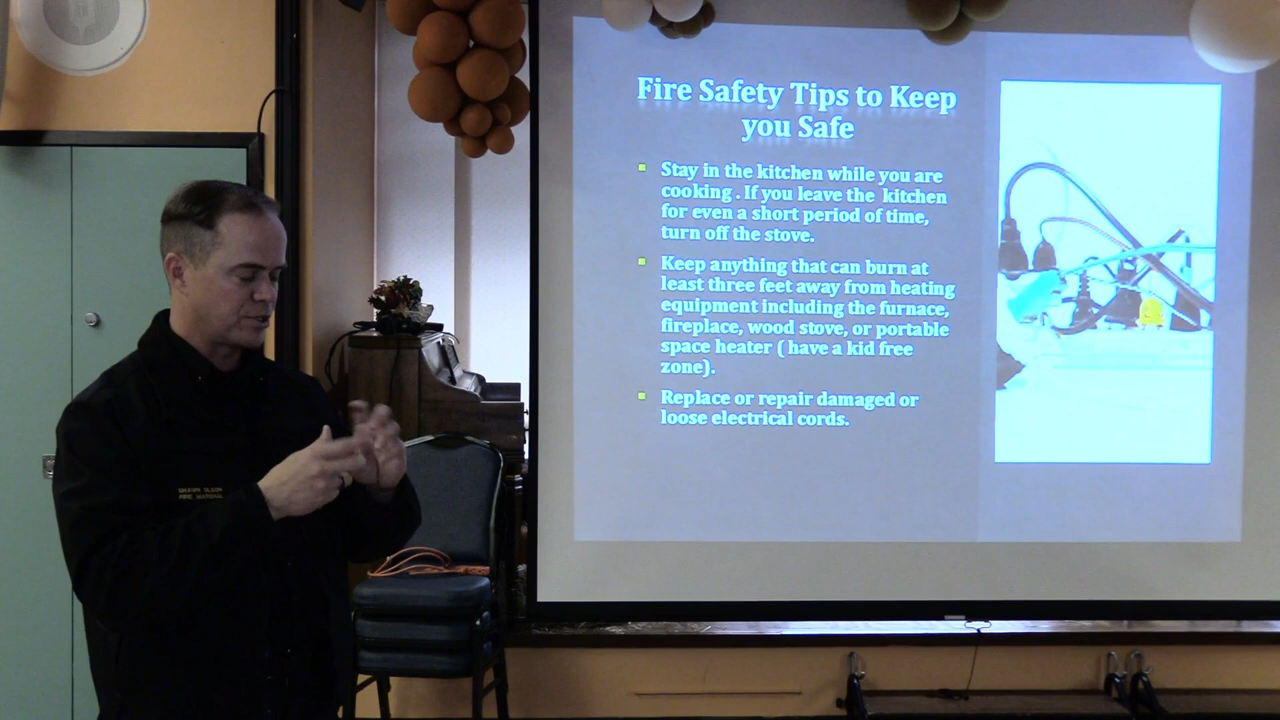 Fire Safety Tips to Keep
you Safe
Stay in the kitchen while you are
cooking . If you leave the kitchen
for even a short period of time,
turn off the stove.
Keep anything that can burn at
least three feet away from heating
equipment including the furnace,
fireplace, wood stove, or portable
space heater ( have a kid free
zone).
Replace or repair damaged or
loose electrical cords.
SHAWN OLSON
FIRE MARSHAL